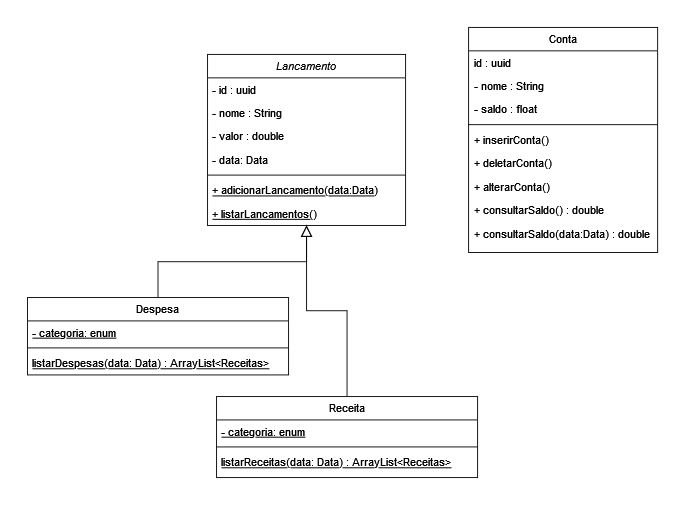 Conta
id : uuid
- nome : String
- saldo : float
+ inserirConta()
+ deletarConta()
+ alterarConta()
+ consultarSaldo() : double
+ consultarSaldo(data:Data) : double
Lancamento
- id : uuid
- nome : String
- valor : double
- data: Data
+ adicionarLancamento(data:Data)
+ listarLancamentos()
Despesa
- categoria: enum
listarDespesas(data: Data) : ArrayList<Receitas>
Receita
- categoria: enum
listarReceitas(data: Data) : ArrayList<Receitas>